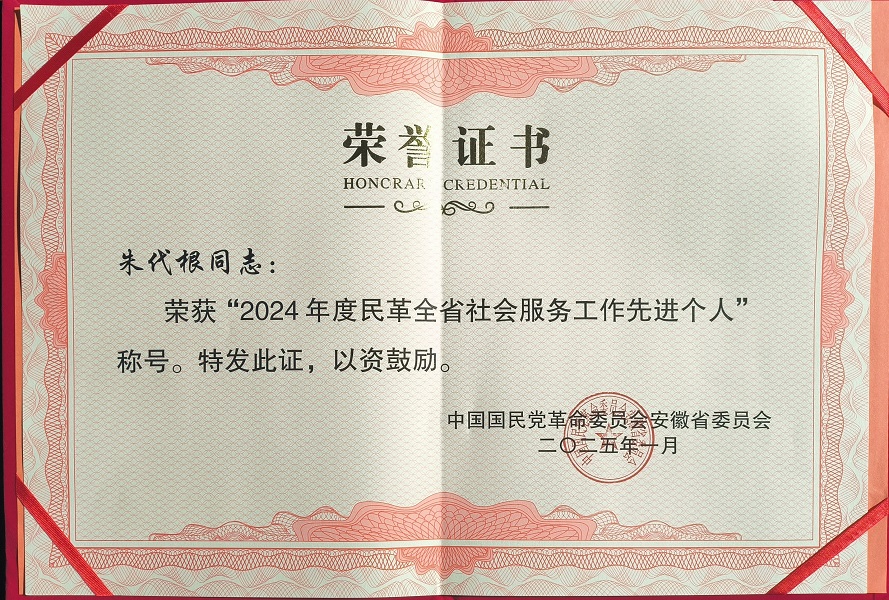 荣誉证书
HONORARY CREDENTIAL
朱代根同志：
荣获“2024年度民革全省社会服务工作先进个人”
称号。特发此证，以资鼓励。
中国国民党革命委员会安徽省委员会
二〇二五年一月